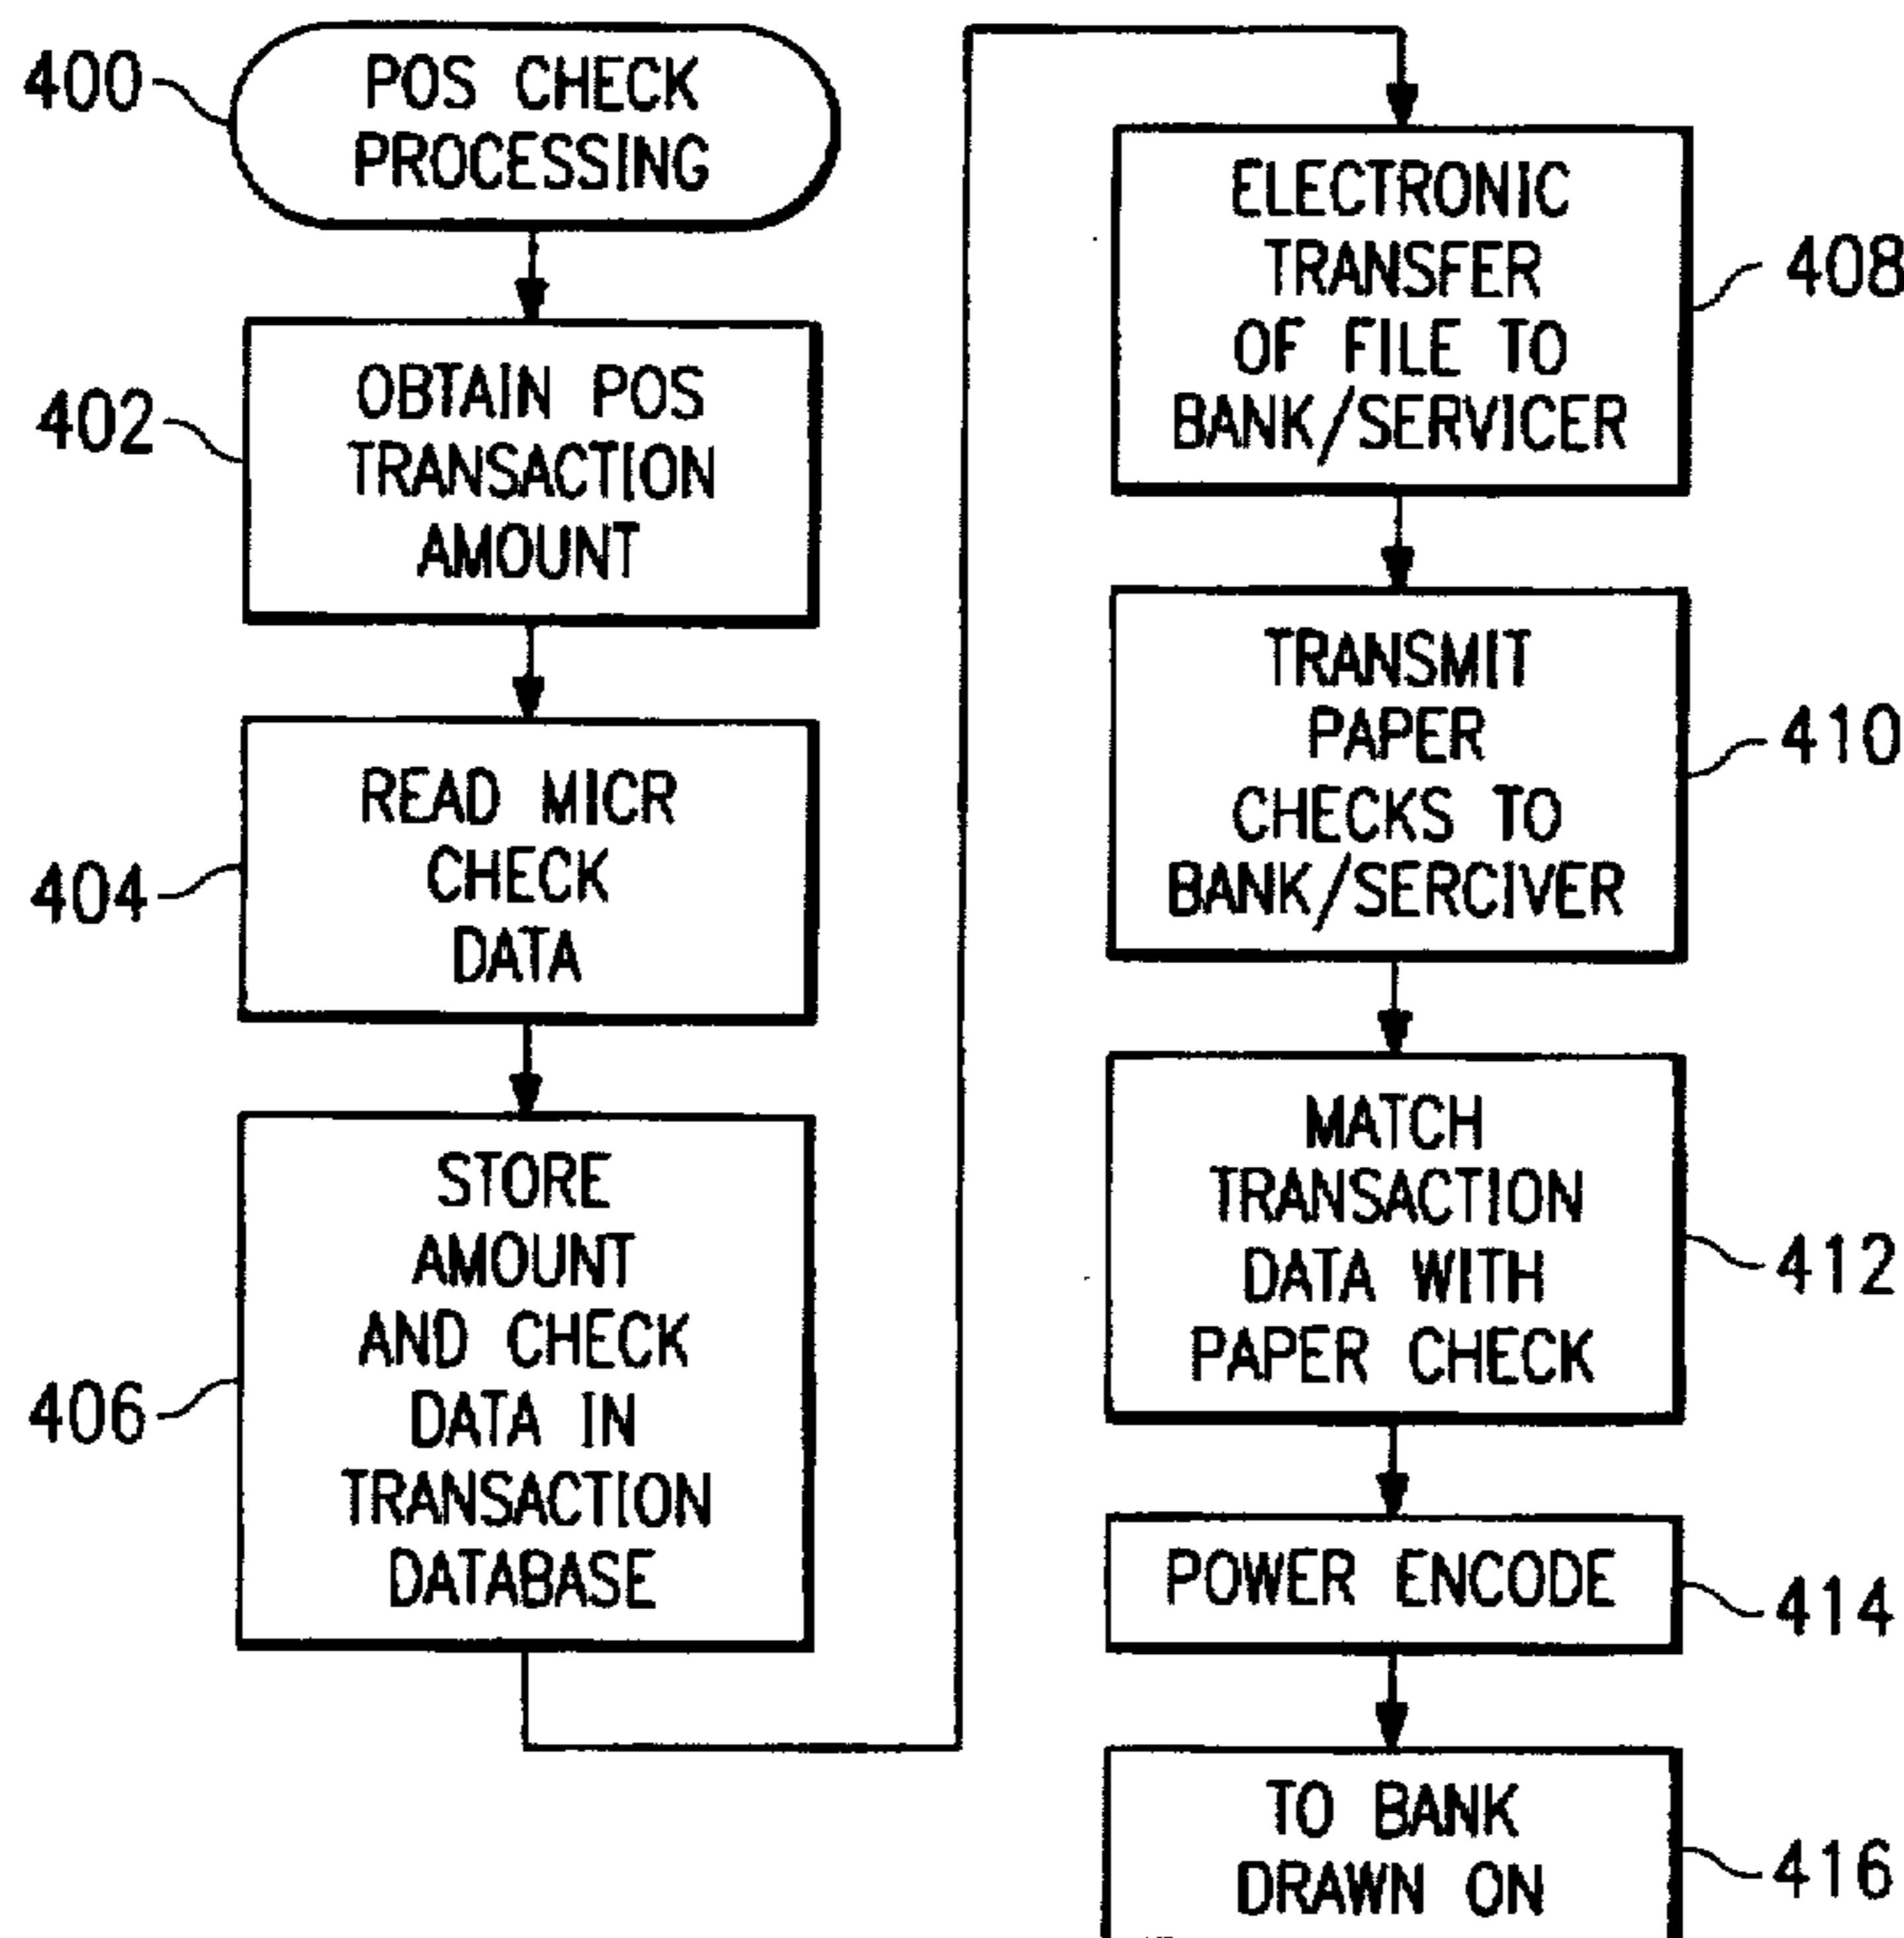 400
POS CHECK
PROCESSING
402
OBTAIN POS
TRANSACTION
AMOUNT
404
READ MICR
CHECK
DATA
406
STORE
AMOUNT
AND CHECK
DATA IN
TRANSACTION
DATABASE
ELECTRONIC
TRANSFER
OF FILE TO
BANK/SERVICER
408
TRANSMIT
PAPER
CHECKS TO
BANK/SERCIVER
410
MATCH
TRANSACTION
DATA WITH
PAPER CHECK
412
POWER ENCODE
414
TO BANK
DRAWN ON
416